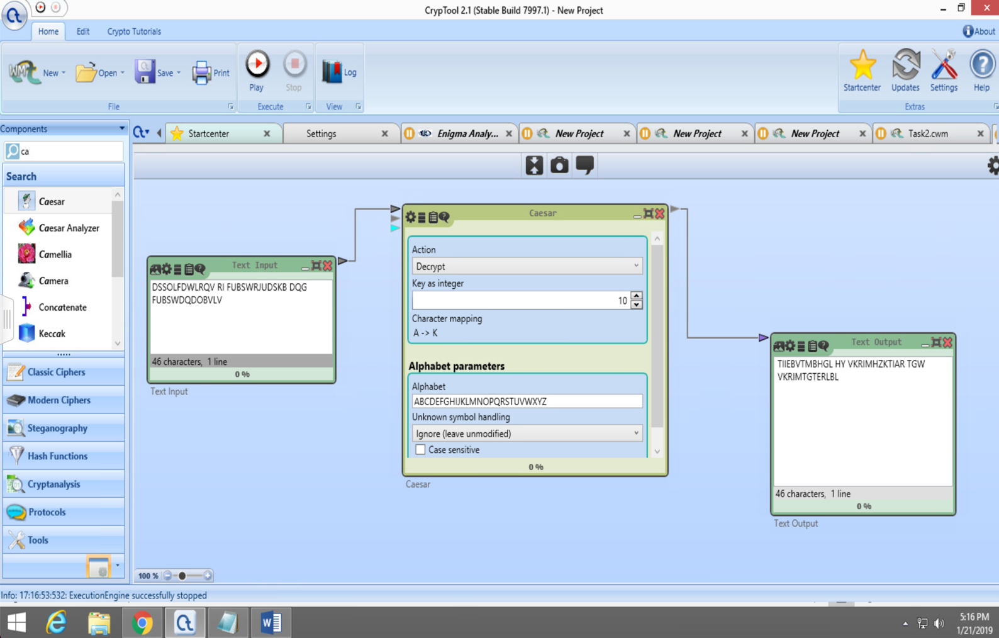 CrypTool 2.1 (Stable Build 7997.1) - New Project
Home Edit Crypto Tutorials About
New Open Save Print Play Stop Log Startcenter Updates Settings Help
File Execute View Extras
Components
Startcenter Settings Enigma Analy... New Project New Project New Project Task2.cwm
ca
Search
Caesar
Caesar Analyzer
Camellia
Camera
Concatenate
Keccak
Classic Ciphers
Modern Ciphers
Steganography
Hash Functions
Cryptanalysis
Protocols
Tools
Text Input
DSSOLFDWLRQV RI FUBSWRJUDSKB DQG
FUBSWDQDOBVLV
46 characters, 1 line
0 %
Text Input
Caesar
Action
Decrypt
Key as integer
10
Character mapping
A -> K
Alphabet parameters
Alphabet
ABCDEFGHIJKLMNOPQRSTUVWXYZ
Unknown symbol handling
Ignore (leave unmodified)
Case sensitive
0 %
Caesar
Text Output
TIIEBVTMBHGL HY VKRIMHZKTIAR TGW
VKRIMTGTERLBL
46 characters, 1 line
0 %
Text Output
100 %
Info: 17:16:53:532: ExecutionEngine successfully stopped
5:16 PM
1/21/2019